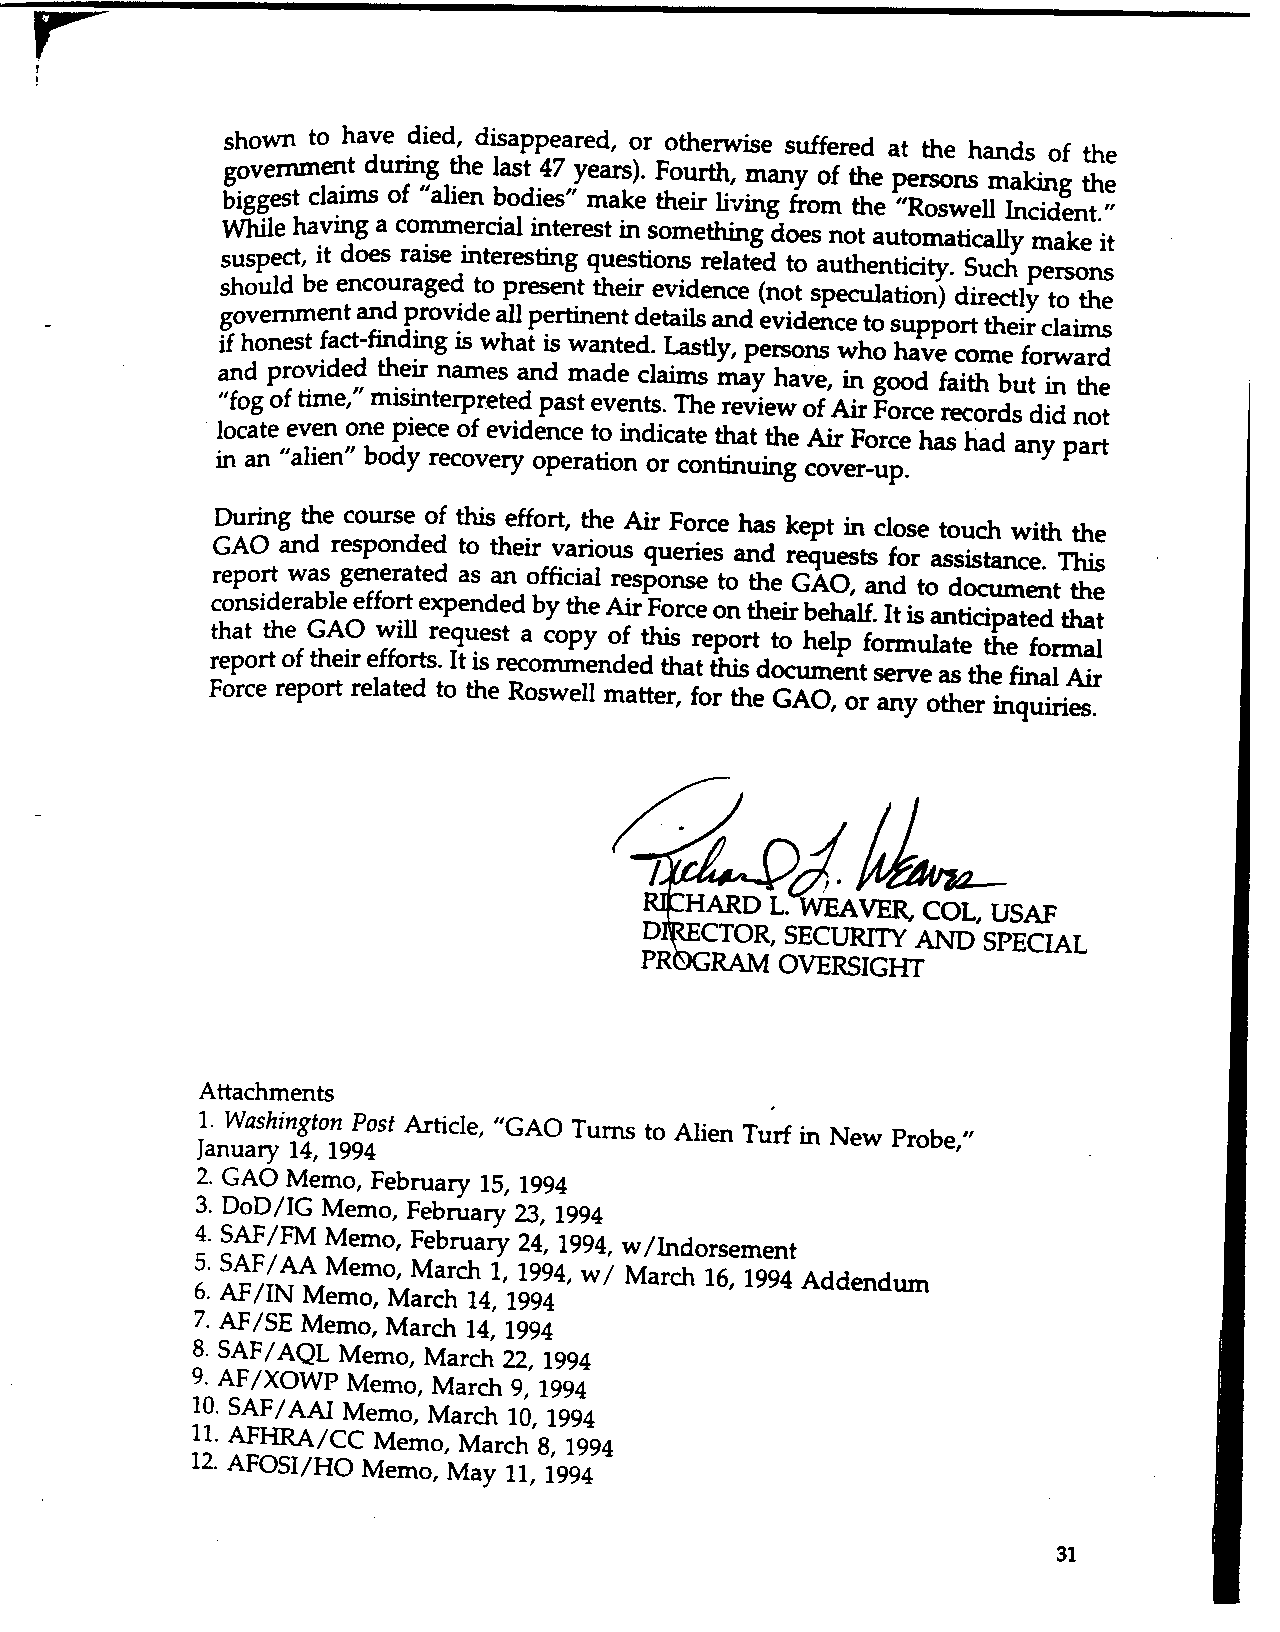 shown to have died, disappeared, or otherwise suffered at the hands of the
government during the last 47 years). Fourth, many of the persons making the
biggest claims of "alien bodies" make their living from the "Roswell Incident."
While having a commercial interest in something does not automatically make it
suspect, it does raise interesting questions related to authenticity. Such persons
should be encouraged to present their evidence (not speculation) directly to the
government and provide all pertinent details and evidence to support their claims
if honest fact-finding is what is wanted. Lastly, persons who have come forward
and provided their names and made claims may have, in good faith but in the
"fog of time," misinterpreted past events. The review of Air Force records did not
locate even one piece of evidence to indicate that the Air Force has had any part
in an "alien" body recovery operation or continuing cover-up.
During the course of this effort, the Air Force has kept in close touch with the
GAO and responded to their various queries and requests for assistance. This
report was generated as an official response to the GAO, and to document the
considerable effort expended by the Air Force on their behalf. It is anticipated that
that the GAO will request a copy of this report to help formulate the formal
report of their efforts. It is recommended that this document serve as the final Air
Force report related to the Roswell matter, for the GAO, or any other inquiries.
Richard L. Weaver
RICHARD L. WEAVER, COL, USAF
DIRECTOR, SECURITY AND SPECIAL
PROGRAM OVERSIGHT
Attachments
1. Washington Post Article, "GAO Turns to Alien Turf in New Probe,"
January 14, 1994
2. GAO Memo, February 15, 1994
3. DoD/IG Memo, February 23, 1994
4. SAF/FM Memo, February 24, 1994, w/Indorsement
5. SAF/AA Memo, March 1, 1994, w/ March 16, 1994 Addendum
6. AF/IN Memo, March 14, 1994
7. AF/SE Memo, March 14, 1994
8. SAF/AQL Memo, March 22, 1994
9. AF/XOWP Memo, March 9, 1994
10. SAF/AAI Memo, March 10, 1994
11. AFHRA/CC Memo, March 8, 1994
12. AFOSI/HO Memo, May 11, 1994
31